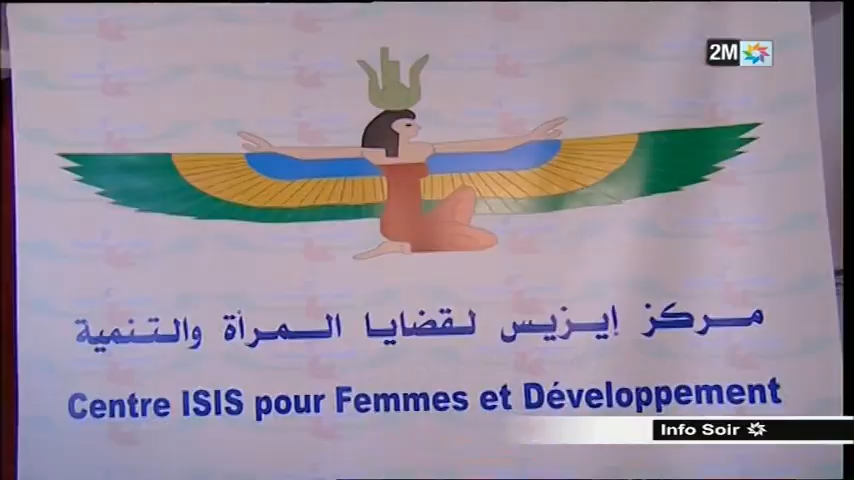 2M
مركز إيزيس لقضايا المرأة والتنمية
Centre ISIS pour Femmes et Développement
Info Soir